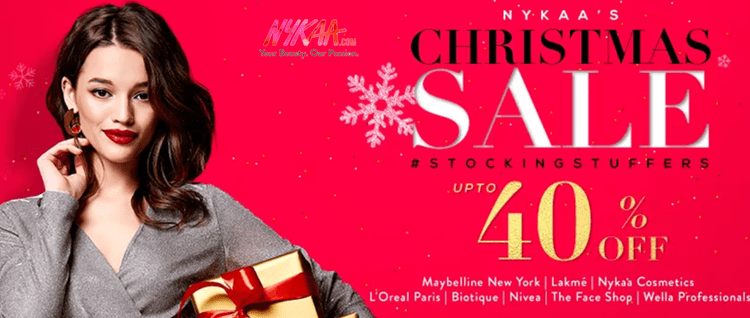 NYKAA.COM
Your Beauty. Our Passion.
NYKAA'S
CHRISTMAS
SALE
#STOCKINGSTUFFERS
UPTO
40%
OFF
Maybelline New York | Lakmé | Nykaa Cosmetics
L'Oreal Paris | Biotique | Nivea | The Face Shop | Wella Professionals